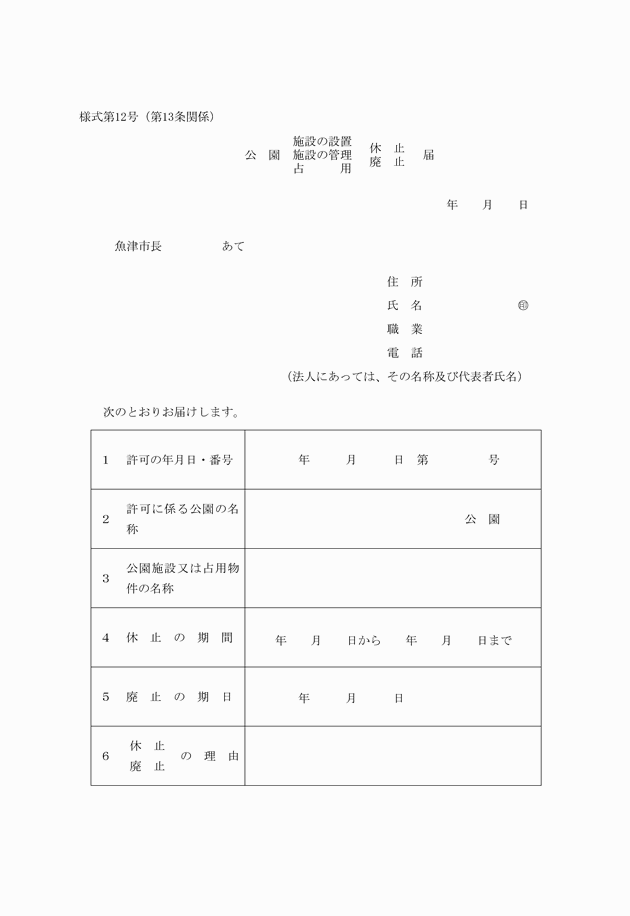 様式第12号（第13条関係）
施設の設置
公　園　施設の管理　休　止　届
占　　　用　廃　止
年　　月　　日
魚津市長　　　　　あて
住　所
氏　名　　　　　　　　㊞
職　業
電　話
（法人にあっては、その名称及び代表者氏名）
次のとおりお届けします。
1　許可の年月日・番号　　年　　　月　　　日　第　　　　　号
2　許可に係る公園の名
称　　公　園
3　公園施設又は占用物
件の名称
4　休　止　の　期　間　　年　　月　　日から　　年　　月　　日まで
5　廃　止　の　期　日　　年　　　月　　　日
6　休　止　の　理　由
廃　止